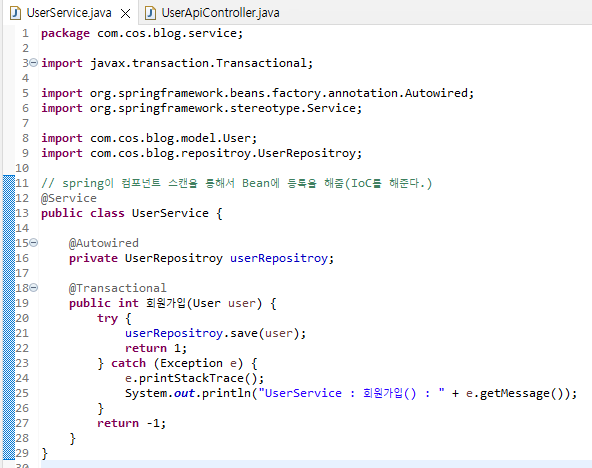 UserService.java UserApiController.java
1 package com.cos.blog.service;
2
3 import javax.transaction.Transactional;
4
5 import org.springframework.beans.factory.annotation.Autowired;
6 import org.springframework.stereotype.Service;
7
8 import com.cos.blog.model.User;
9 import com.cos.blog.repositroy.UserRepositroy;
10
11 // spring이 컴포넌트 스캔을 통해서 Bean에 등록을 해줌(IoC를 해준다.)
12 @Service
13 public class UserService {
14
15 @Autowired
16 private UserRepositroy userRepositroy;
17
18 @Transactional
19 public int 회원가입(User user) {
20 try {
21 userRepositroy.save(user);
22 return 1;
23 } catch (Exception e) {
24 e.printStackTrace();
25 System.out.println("UserService : 회원가입() : " + e.getMessage());
26 }
27 return -1;
28 }
29 }
30